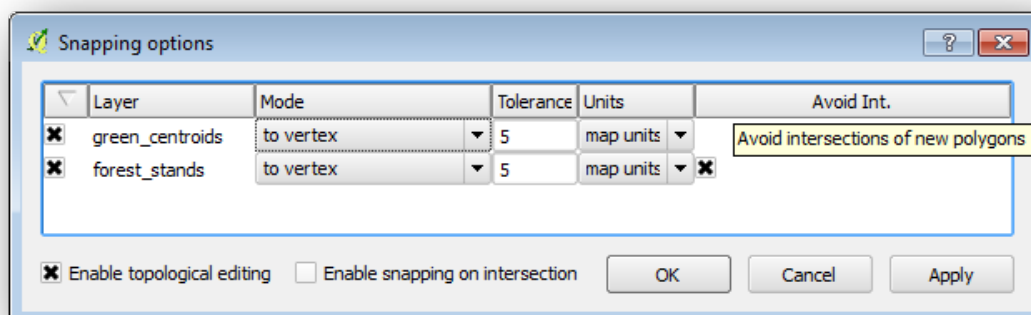 Snapping options
Layer Mode Tolerance Units Avoid Int.
green_centroids to vertex 5 map units
Avoid intersections of new polygons
forest_stands to vertex 5 map units
Enable topological editing Enable snapping on intersection OK Cancel Apply